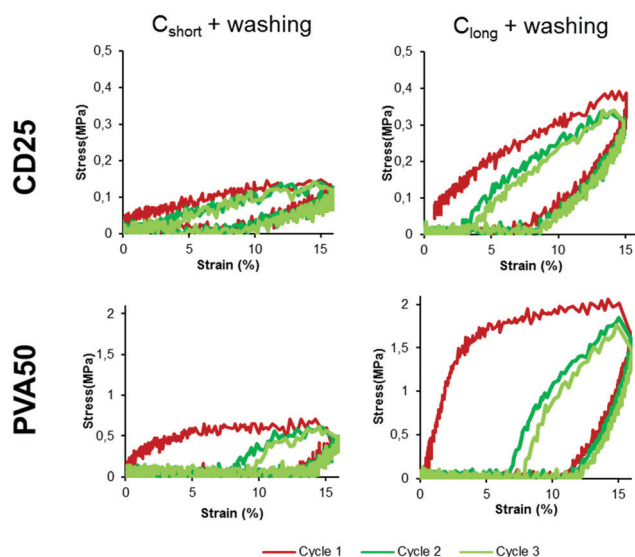 C_short + washing
C_long + washing
CD25
Stress(MPa)
0,5
0,4
0,3
0,2
0,1
0
0 5 10 15
Strain (%)
Stress(MPa)
0,5
0,4
0,3
0,2
0,1
0
0 5 10 15
Strain (%)
PVA50
Stress(MPa)
2
1,5
1
0,5
0
0 5 10 15
Strain (%)
Stress(MPa)
2
1,5
1
0,5
0
0 5 10 15
Strain (%)
Cycle 1 Cycle 2 Cycle 3